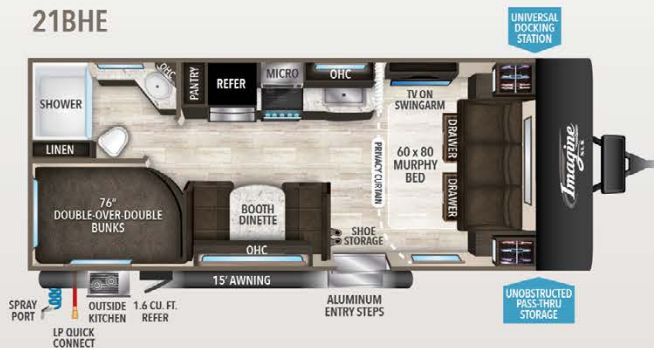 21BHE
UNIVERSAL
DOCKING
STATION
SHOWER
LINEN
OHC
PANTRY
REFER
MICRO
OHC
TV ON
SWINGARM
PRIVACY CURTAIN
60 x 80
MURPHY
BED
DRAWER
DRAWER
Imagine
XLS
76"
DOUBLE-OVER-DOUBLE
BUNKS
BOOTH
DINETTE
OHC
SHOE
STORAGE
15' AWNING
SPRAY
PORT
LP QUICK
CONNECT
OUTSIDE
KITCHEN
1.6 CU. FT.
REFER
ALUMINUM
ENTRY STEPS
UNOBSTRUCTED
PASS-THRU
STORAGE